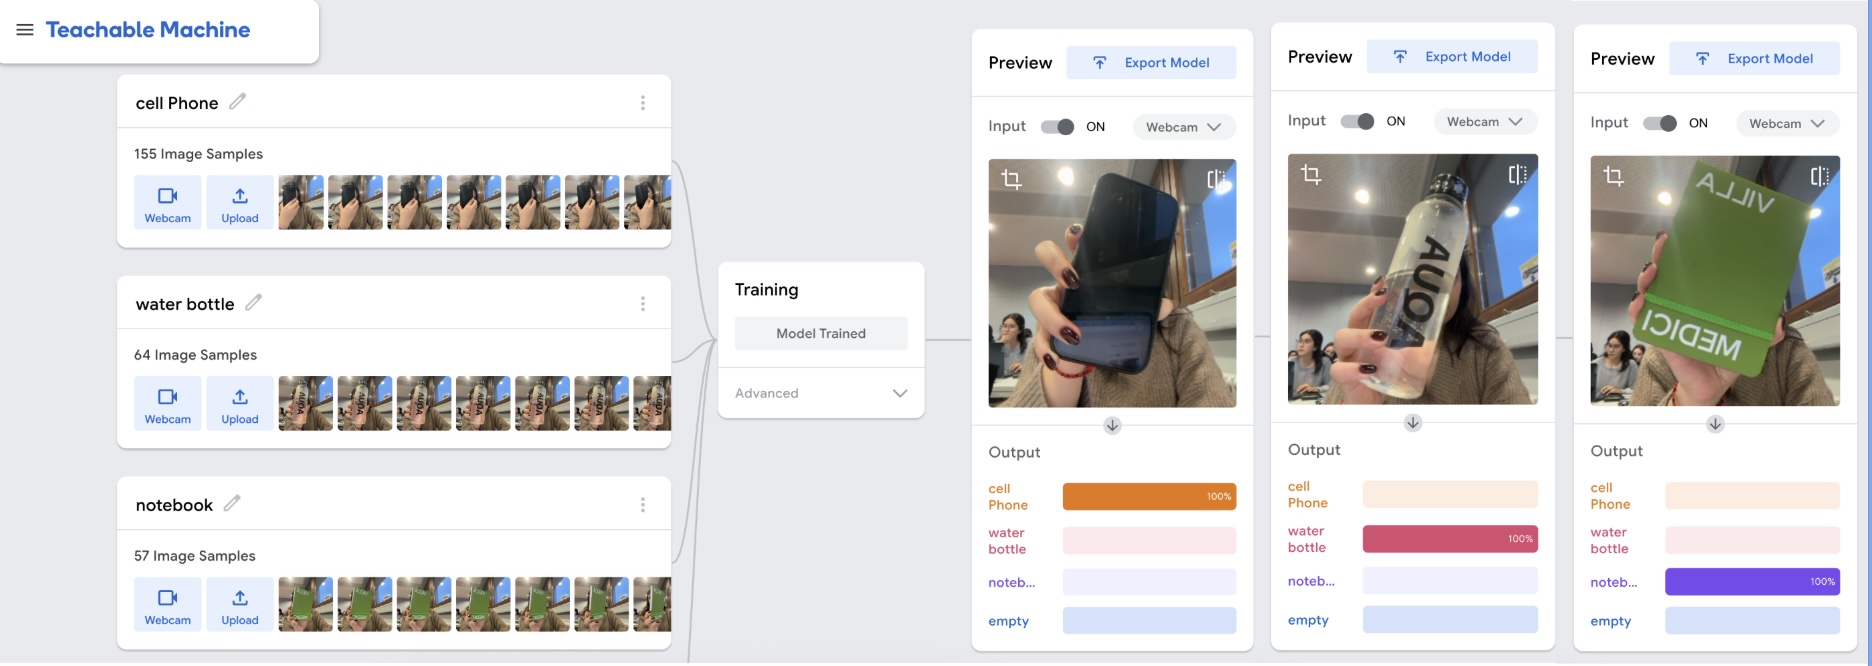 Teachable Machine
cell Phone
155 Image Samples
Webcam
Upload
water bottle
64 Image Samples
Webcam
Upload
notebook
57 Image Samples
Webcam
Upload
Training
Model Trained
Advanced
Preview
Export Model
Input
ON
Webcam
Output
cell
Phone
100%
water
bottle
noteb...
empty
Preview
Export Model
Input
ON
Webcam
AUQA
Output
cell
Phone
water
bottle
100%
noteb...
empty
Preview
Export Model
Input
ON
Webcam
VILLA
MEDICI
Output
cell
Phone
water
bottle
noteb...
100%
empty